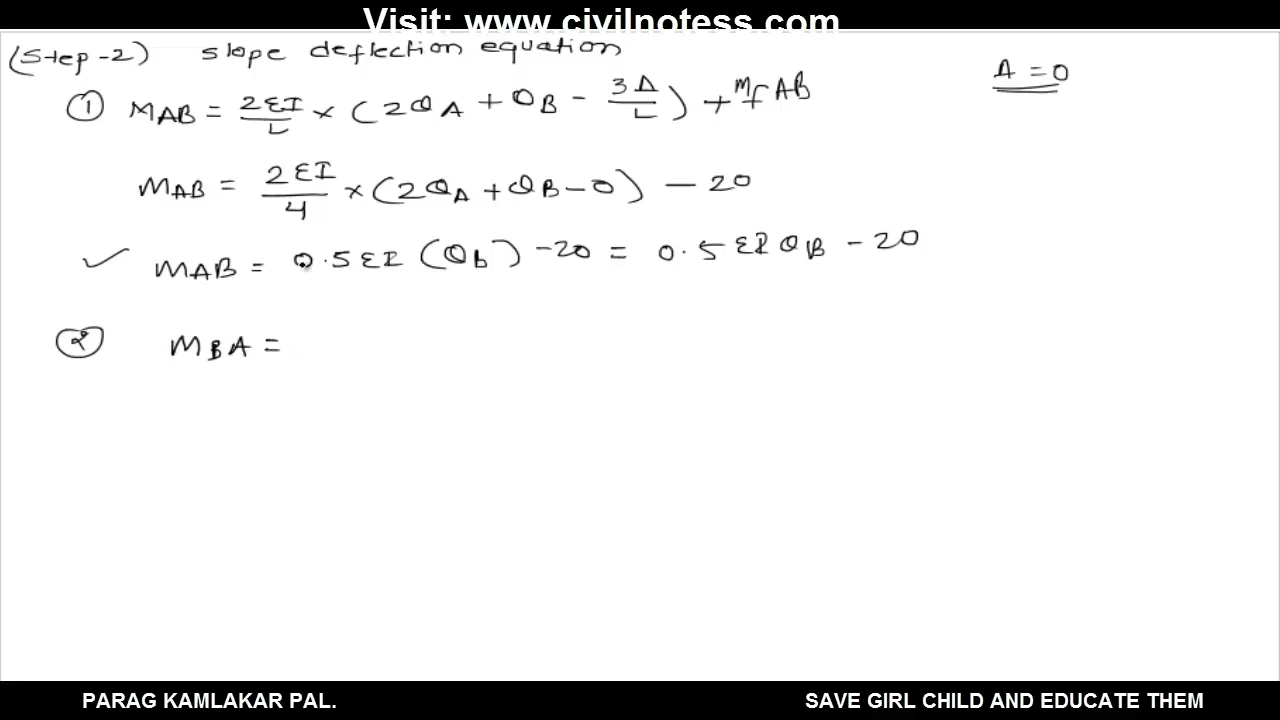 Visit: www.civilnotess.com
(Step-2) slope deflection equation
Δ = 0
① MAB = 2EI/L × (2θA + θB - 3Δ/L) + MfAB
MAB = 2EI/4 × (2θA + θB - 0) - 20
✓ MAB = 0.5EI (θb) - 20 = 0.5EIθB - 20
② MBA =
PARAG KAMLAKAR PAL.
SAVE GIRL CHILD AND EDUCATE THEM